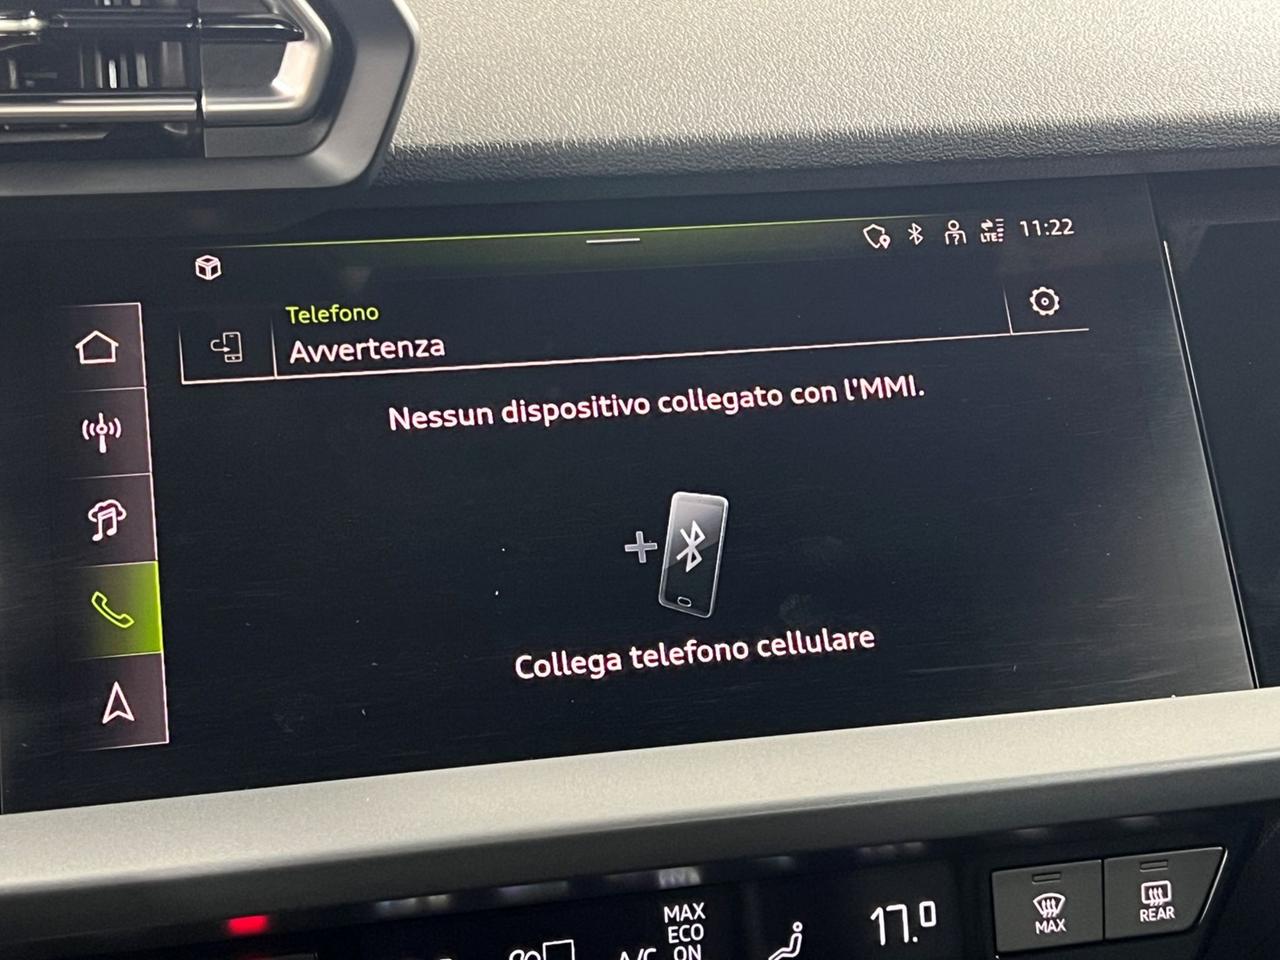 LTE 11:22
Telefono
Avvertenza
Nessun dispositivo collegato con l'MMI.
Collega telefono cellulare
MAX
ECO
ON
A/C
17.0
MAX
REAR